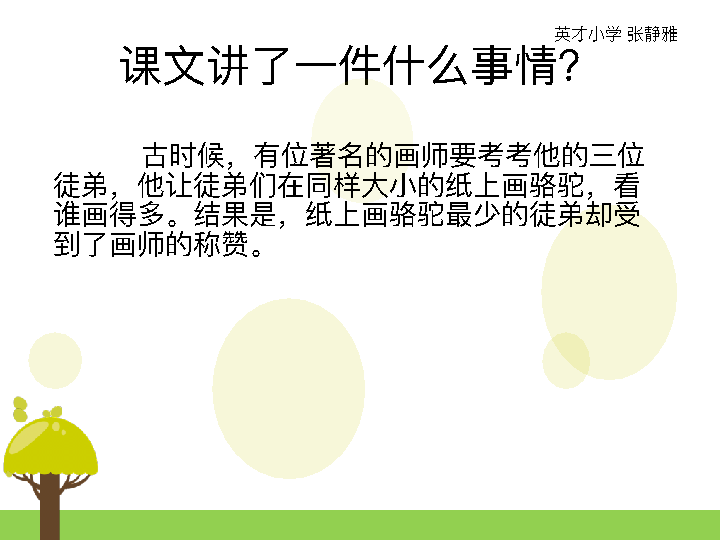 英才小学 张静雅
课文讲了一件什么事情？
古时候，有位著名的画师要考考他的三位
徒弟，他让徒弟们在同样大小的纸上画骆驼，看
谁画得多。结果是，纸上画骆驼最少的徒弟却受
到了画师的称赞。